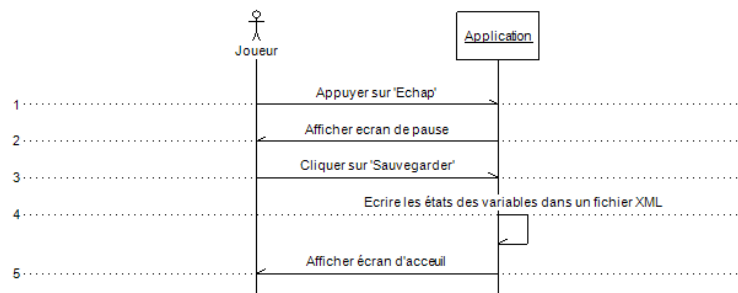 Joueur
Application
1
Appuyer sur 'Echap'
2
Afficher ecran de pause
3
Cliquer sur 'Sauvegarder'
4
Ecrire les états des variables dans un fichier XML
5
Afficher écran d'acceuil